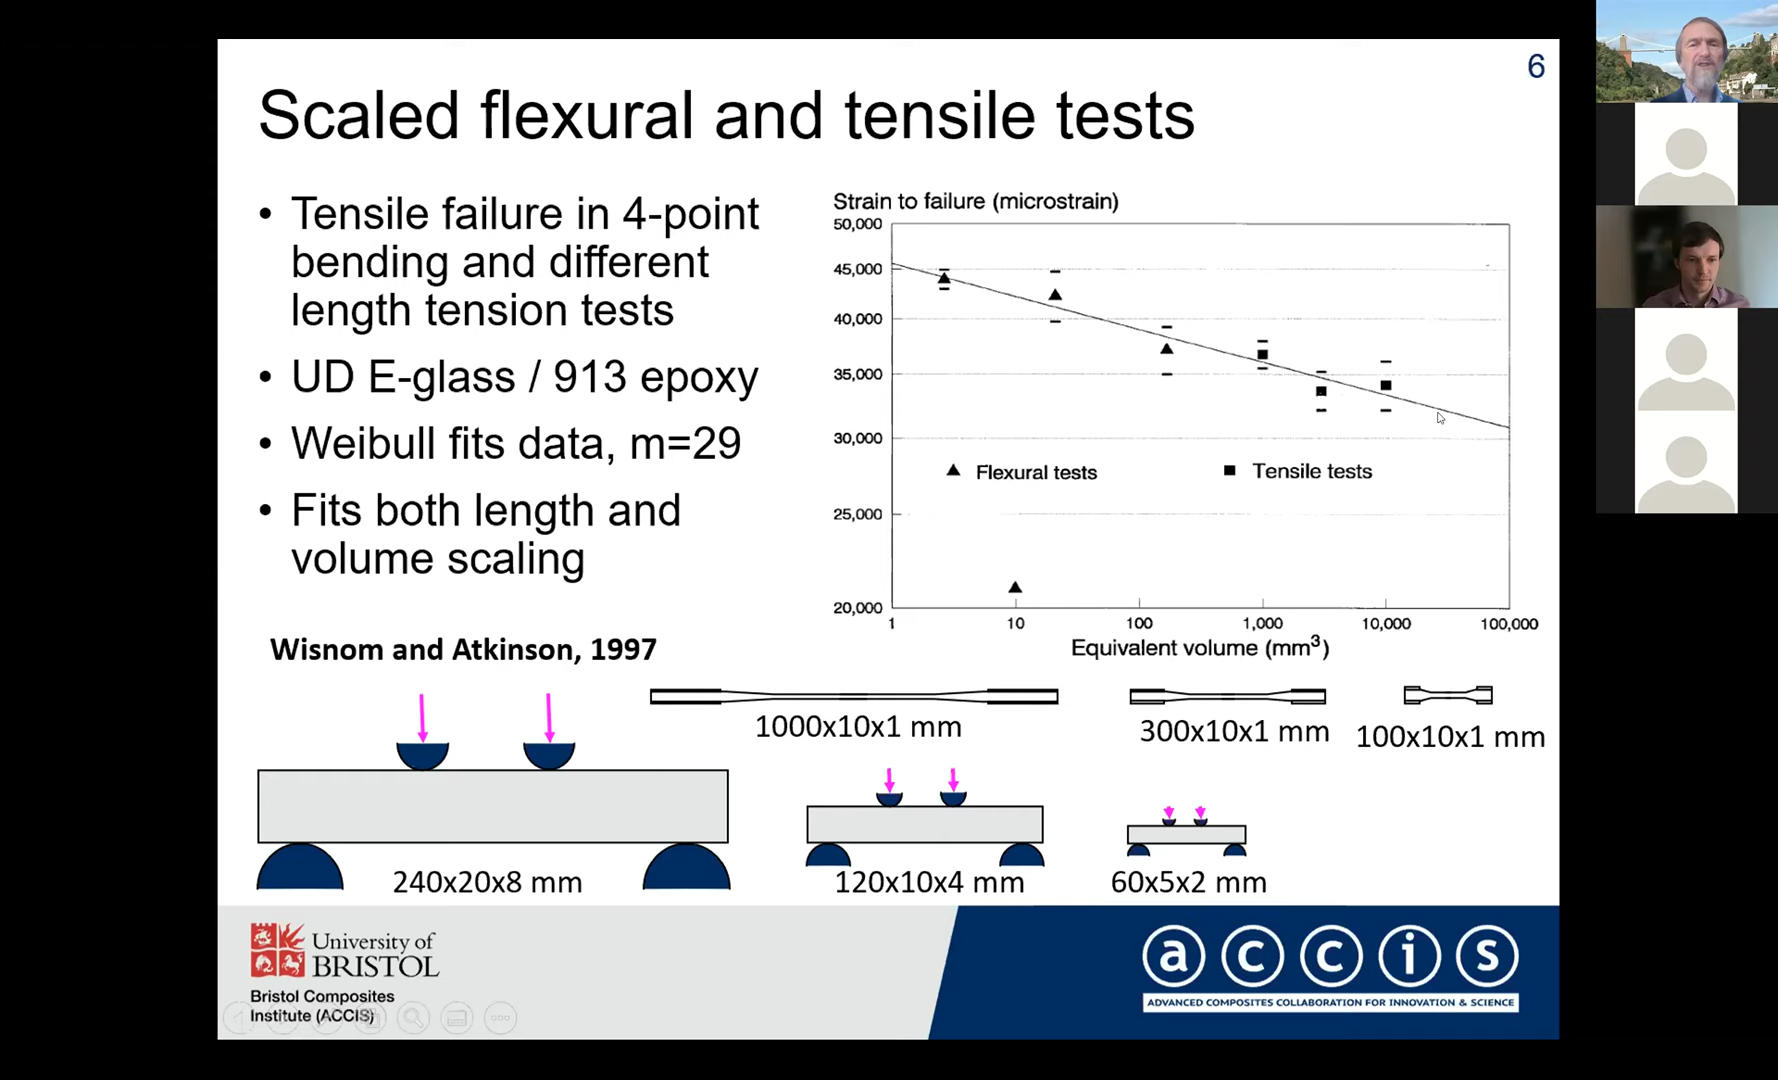 6
Scaled flexural and tensile tests
• Tensile failure in 4-point
bending and different
length tension tests
• UD E-glass / 913 epoxy
• Weibull fits data, m=29
• Fits both length and
volume scaling
Wisnom and Atkinson, 1997
Strain to failure (microstrain)
50,000
45,000
40,000
35,000
30,000
25,000
20,000
Flexural tests
Tensile tests
1
10
100
1,000
10,000
100,000
Equivalent volume (mm³)
1000x10x1 mm
300x10x1 mm
100x10x1 mm
240x20x8 mm
120x10x4 mm
60x5x2 mm
University of
BRISTOL
Bristol Composites
Institute (ACCIS)
accis
ADVANCED COMPOSITES COLLABORATION FOR INNOVATION & SCIENCE